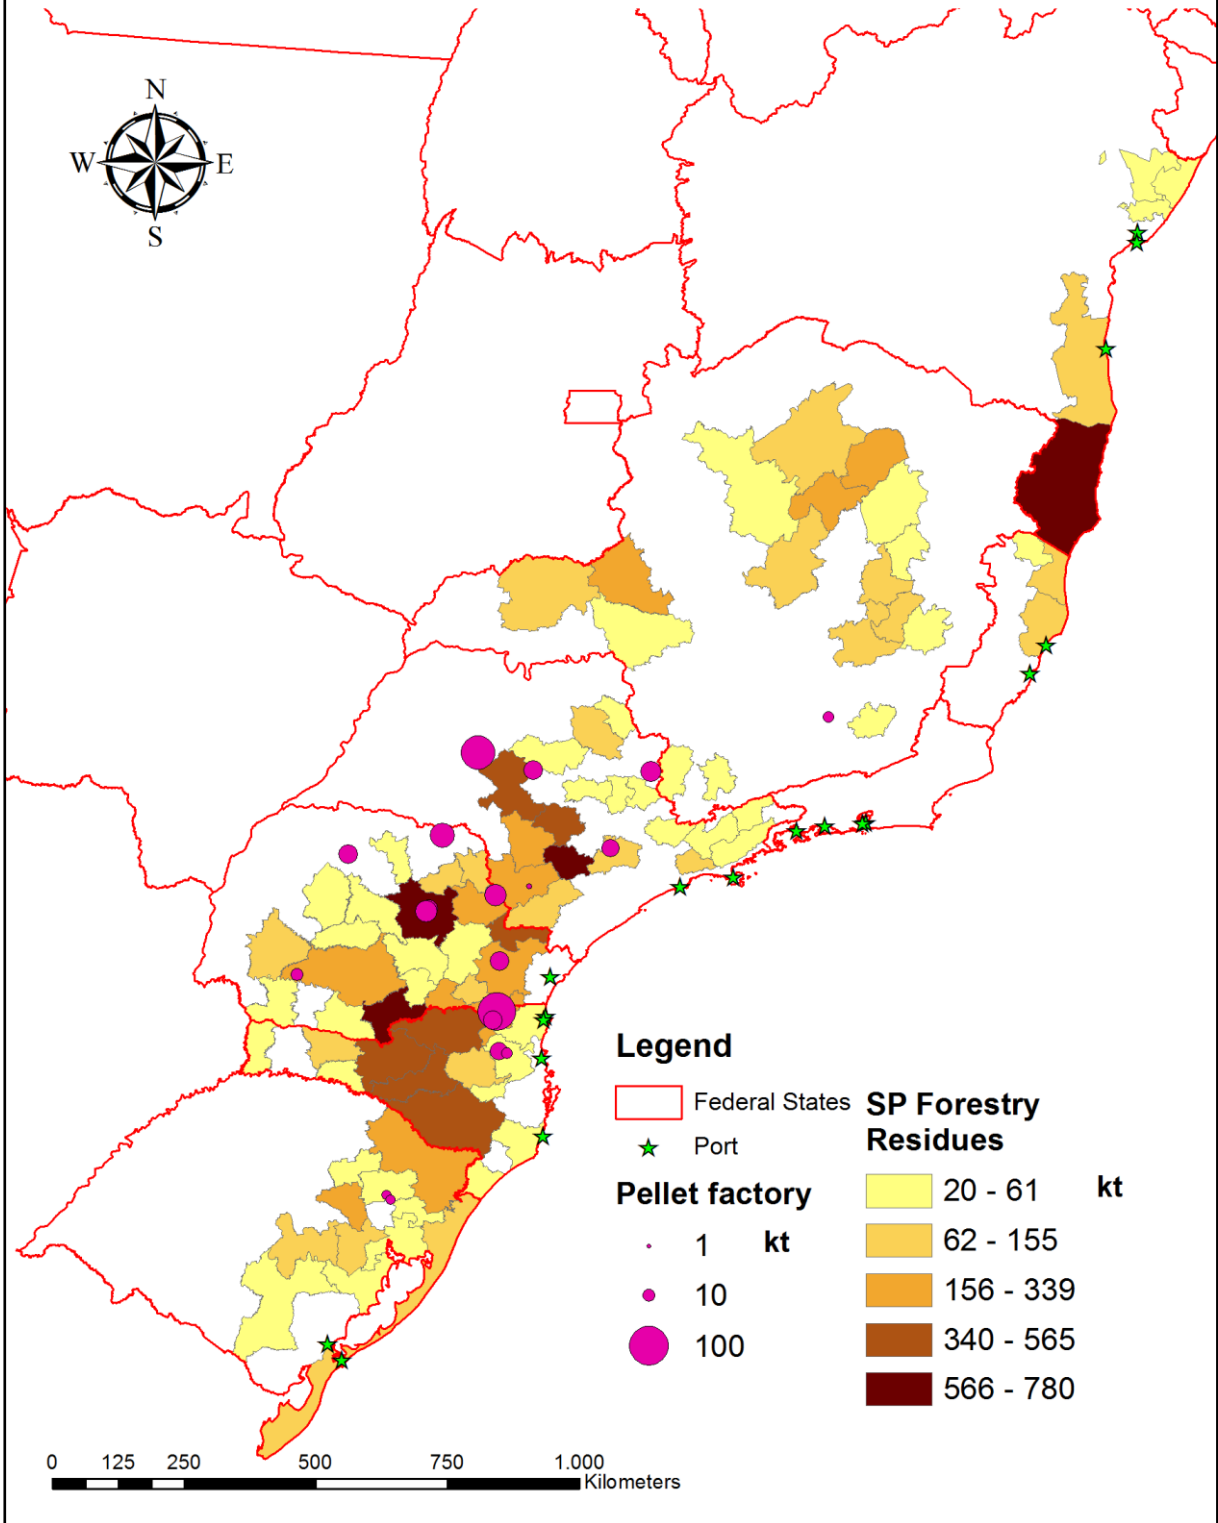 N
W E
S
Legend
Federal States
Port
Pellet factory
1 kt
10
100
SP Forestry
Residues
20 - 61 kt
62 - 155
156 - 339
340 - 565
566 - 780
0 125 250 500 750 1.000
Kilometers